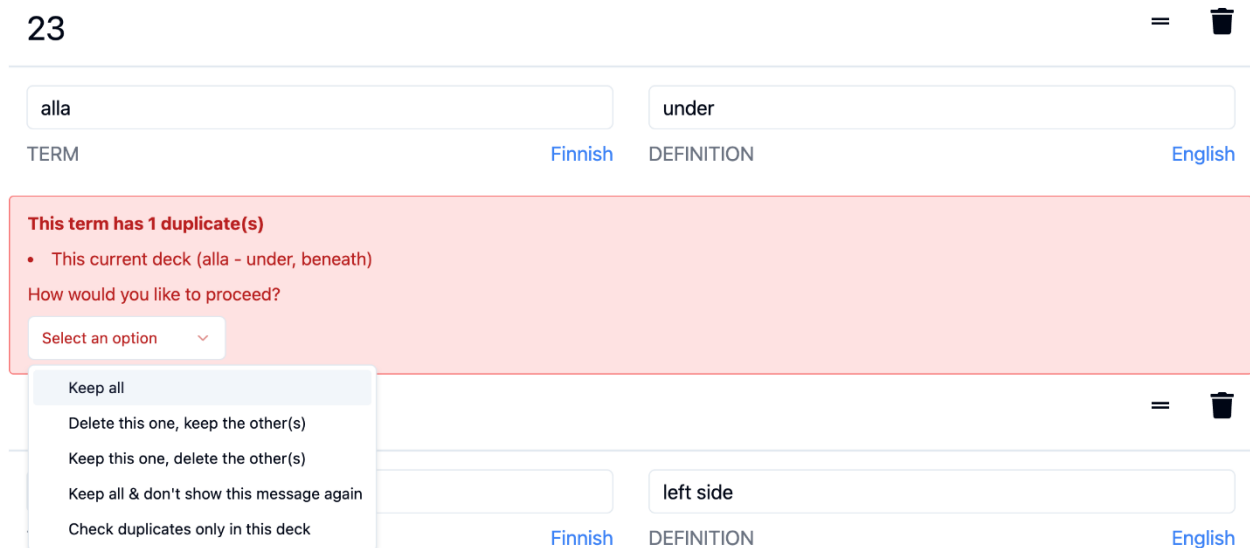 23
alla
under
TERM
Finnish
DEFINITION
English
This term has 1 duplicate(s)
• This current deck (alla - under, beneath)
How would you like to proceed?
Select an option
Keep all
Delete this one, keep the other(s)
Keep this one, delete the other(s)
Keep all & don't show this message again
Check duplicates only in this deck
left side
Finnish
DEFINITION
English